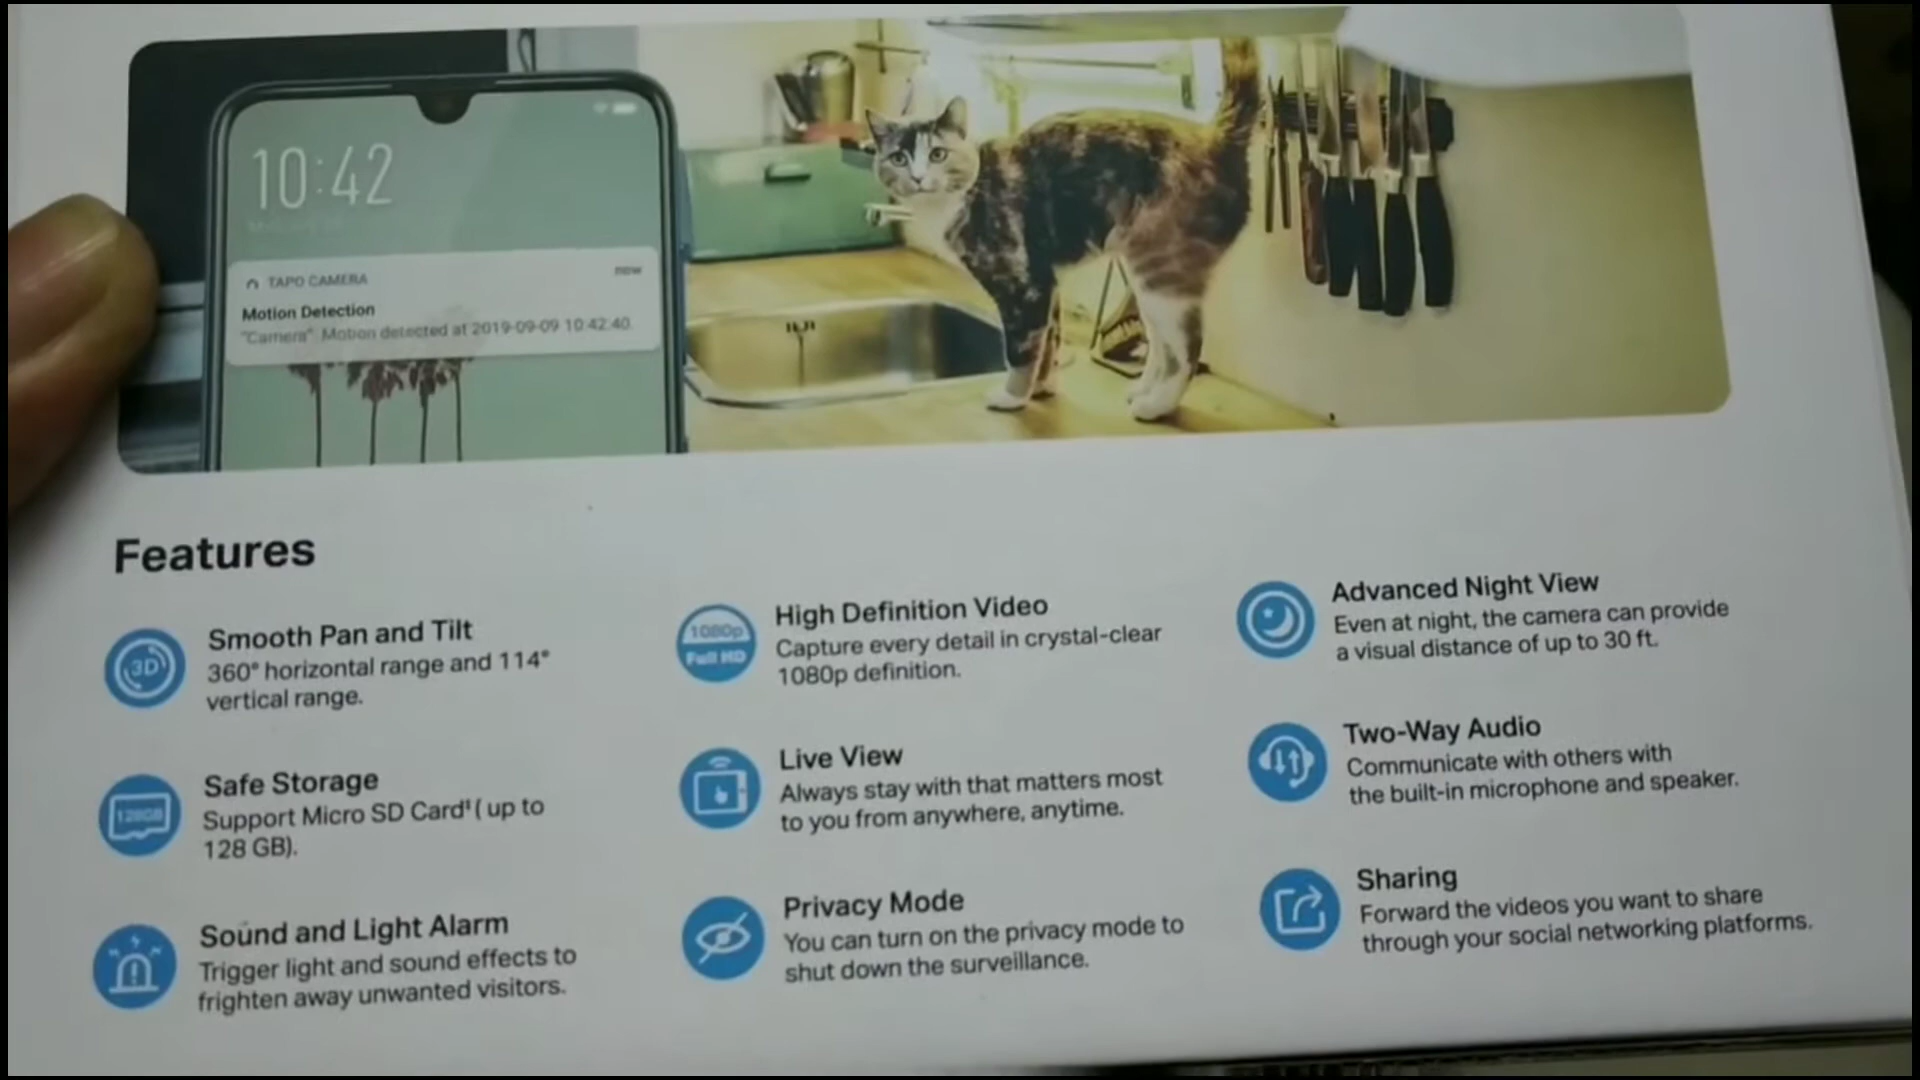 10:42
TAPO CAMERA
now
Motion Detection
"Camera": Motion detected at 2019-09-09 10:42:40.
Features
3D
Smooth Pan and Tilt
360° horizontal range and 114°
vertical range.
1080p
Full HD
High Definition Video
Capture every detail in crystal-clear
1080p definition.
Advanced Night View
Even at night, the camera can provide
a visual distance of up to 30 ft.
128GB
Safe Storage
Support Micro SD Card¹ ( up to
128 GB).
Live View
Always stay with that matters most
to you from anywhere, anytime.
Two-Way Audio
Communicate with others with
the built-in microphone and speaker.
Sound and Light Alarm
Trigger light and sound effects to
frighten away unwanted visitors.
Privacy Mode
You can turn on the privacy mode to
shut down the surveillance.
Sharing
Forward the videos you want to share
through your social networking platforms.